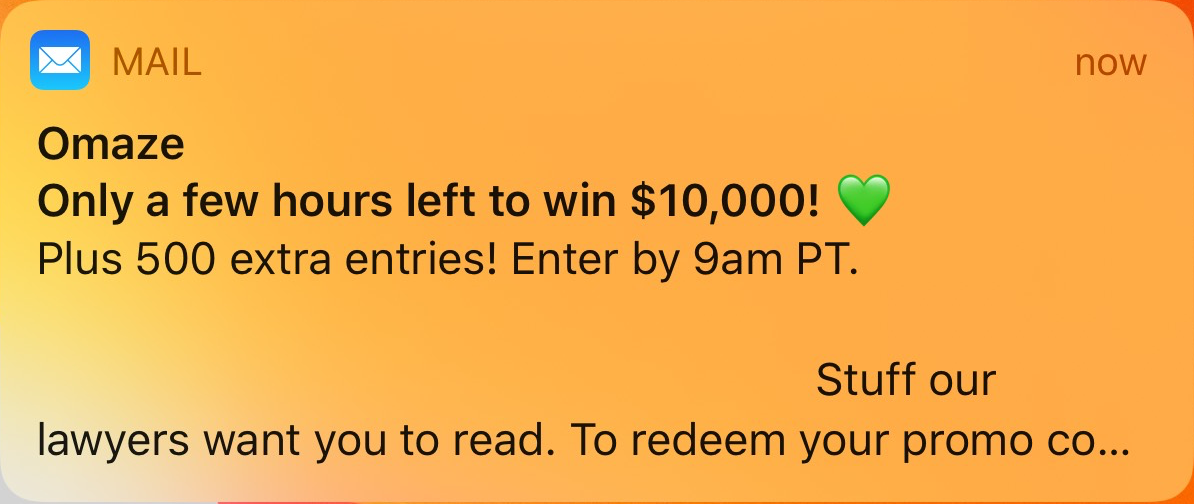 MAIL now
Omaze
Only a few hours left to win $10,000! 💚
Plus 500 extra entries! Enter by 9am PT.
Stuff our
lawyers want you to read. To redeem your promo co...